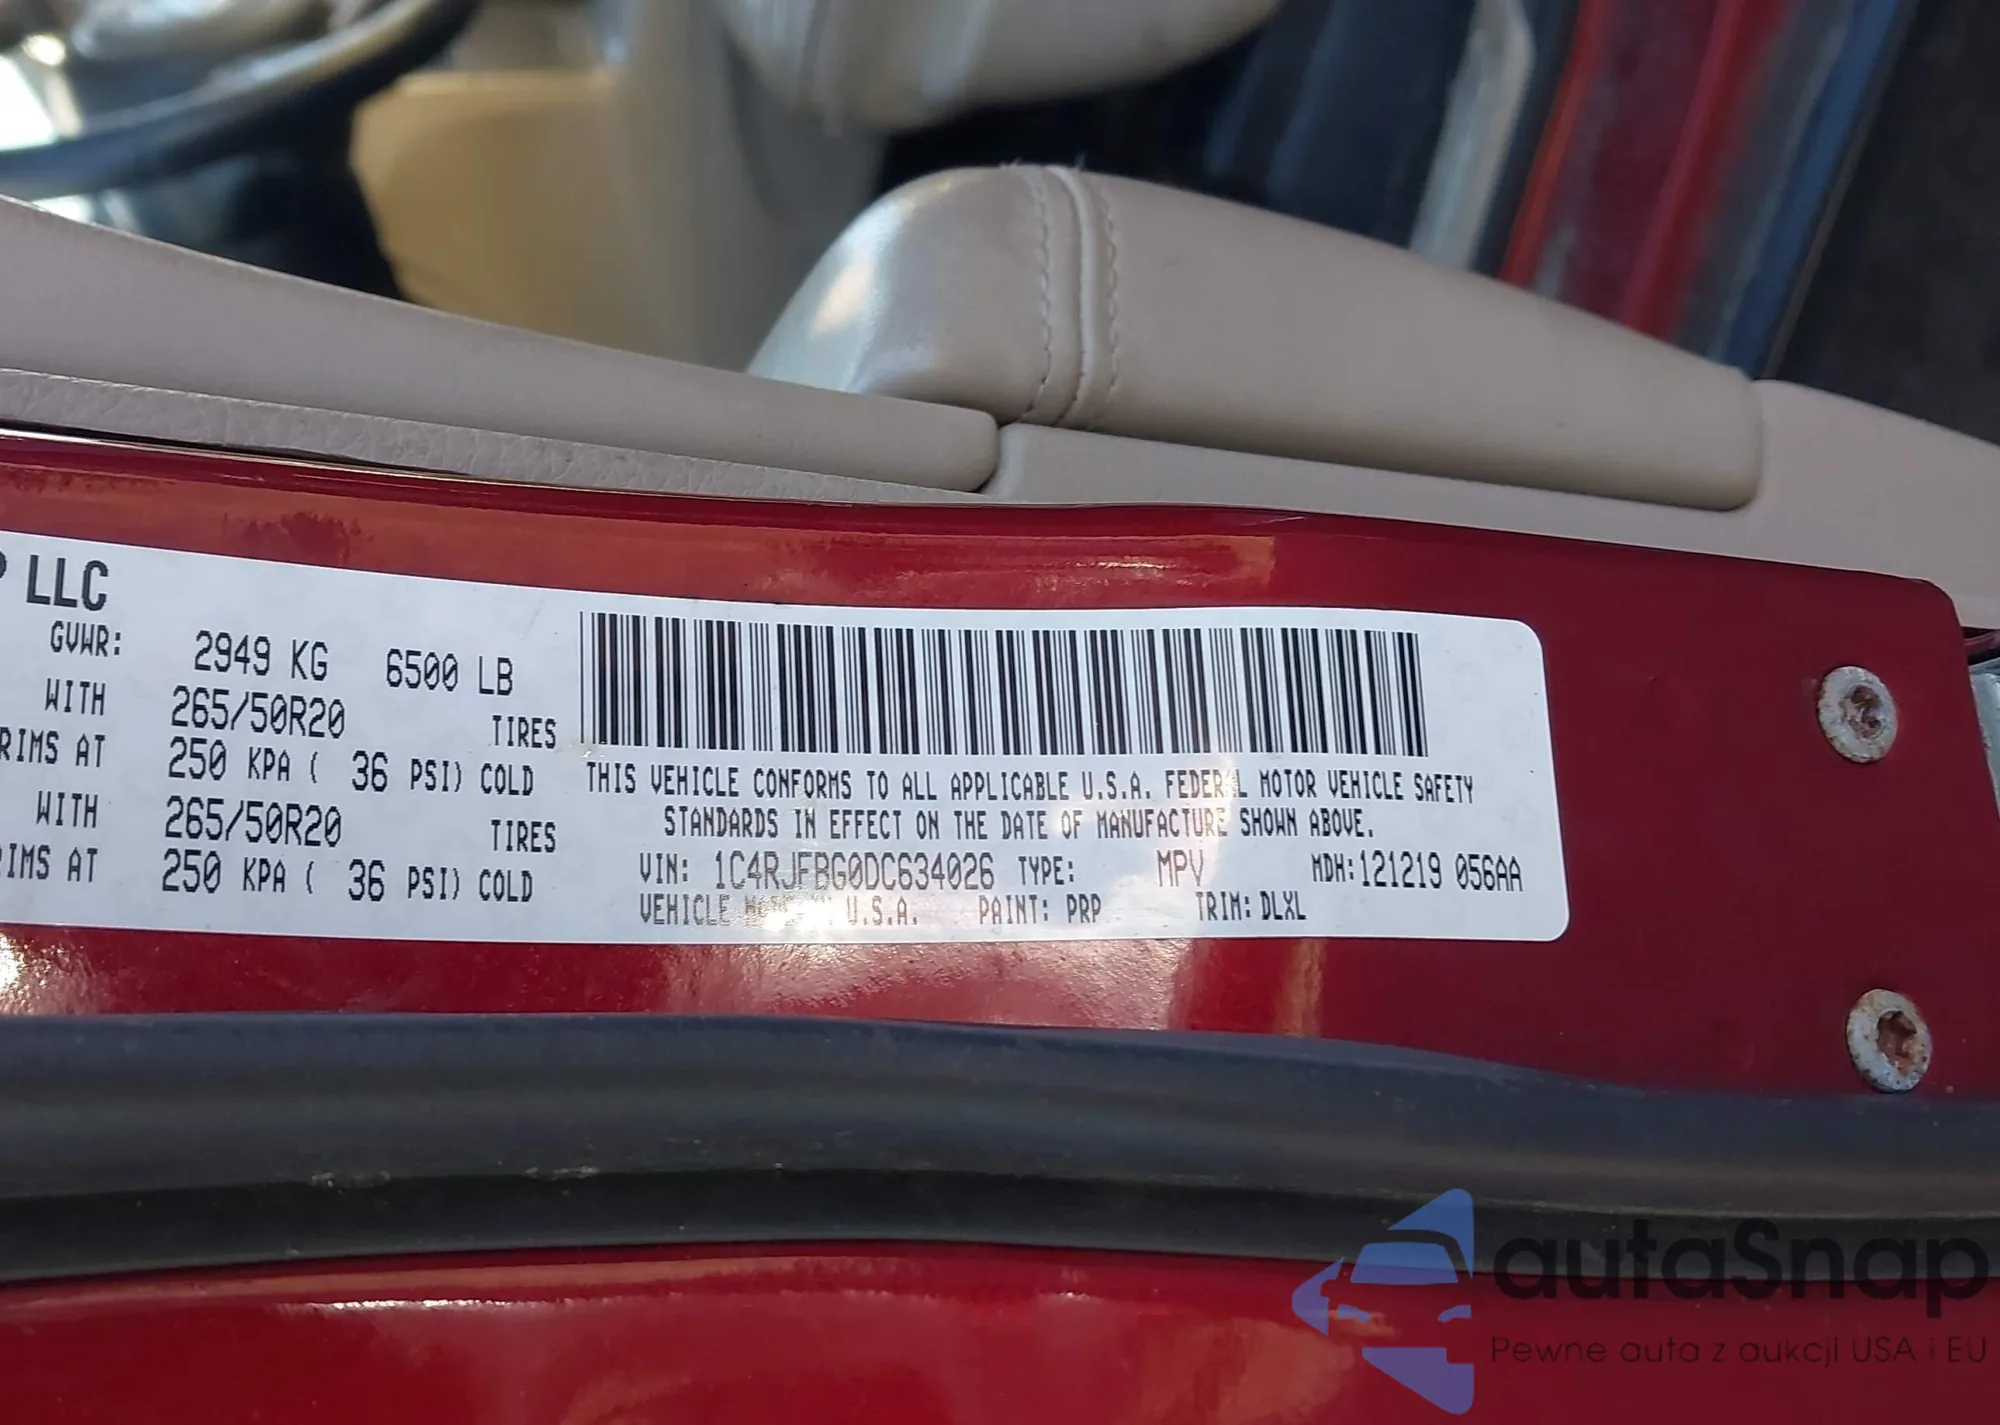 LLC
GVWR: 2949 KG 6500 LB
WITH 265/50R20 TIRES
RIMS AT 250 KPA ( 36 PSI) COLD
WITH 265/50R20 TIRES
RIMS AT 250 KPA ( 36 PSI) COLD
THIS VEHICLE CONFORMS TO ALL APPLICABLE U.S.A. FEDERAL MOTOR VEHICLE SAFETY
STANDARDS IN EFFECT ON THE DATE OF MANUFACTURE SHOWN ABOVE.
VIN: 1C4RJFBG0DC634026 TYPE: MPV MDH:121219 056AA
VEHICLE MADE IN U.S.A. PAINT: PRP TRIM: DLXL
autaSnap
Pewne auta z aukcji USA i EU